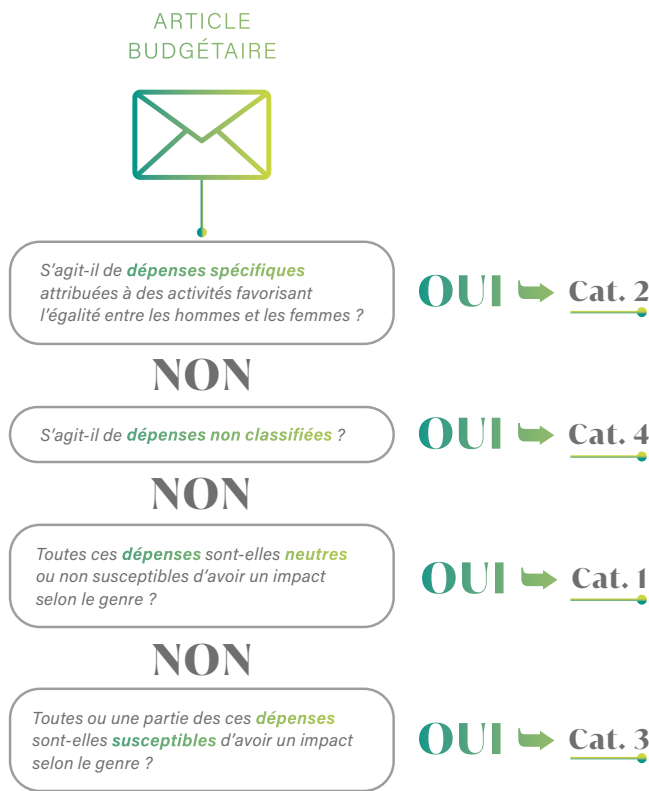 ARTICLE
BUDGÉTAIRE
S’agit-il de dépenses spécifiques
attribuées à des activités favorisant
l’égalité entre les hommes et les femmes ?
OUI
Cat. 2
NON
S’agit-il de dépenses non classifiées ?
OUI
Cat. 4
NON
Toutes ces dépenses sont-elles neutres
ou non susceptibles d’avoir un impact
selon le genre ?
OUI
Cat. 1
NON
Toutes ou une partie des ces dépenses
sont-elles susceptibles d’avoir un impact
selon le genre ?
OUI
Cat. 3